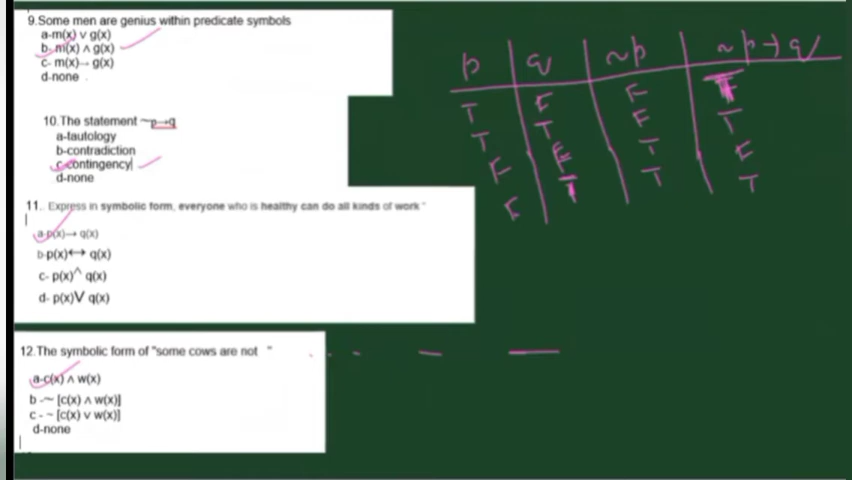 9.Some men are genius within predicate symbols
a-m(x) ∨ g(x)
b- m(x) ∧ g(x)
c- m(x)→ g(x)
d-none
10.The statement ~p→q
a-tautology
b-contradiction
c-contingency
d-none
11.. Express in symbolic form, everyone who is healthy can do all kinds of work "
a-p(x)→ q(x)
b-p(x)↔ q(x)
c- p(x)^ q(x)
d- p(x)V q(x)
12.The symbolic form of "some cows are not "
a-c(x) ∧ w(x)
b -~ [c(x) ∧ w(x)]
c - ~ [c(x) ∨ w(x)]
d-none
p q ~p ~p→q
T F F T
T T F T
F F T F
F T T T